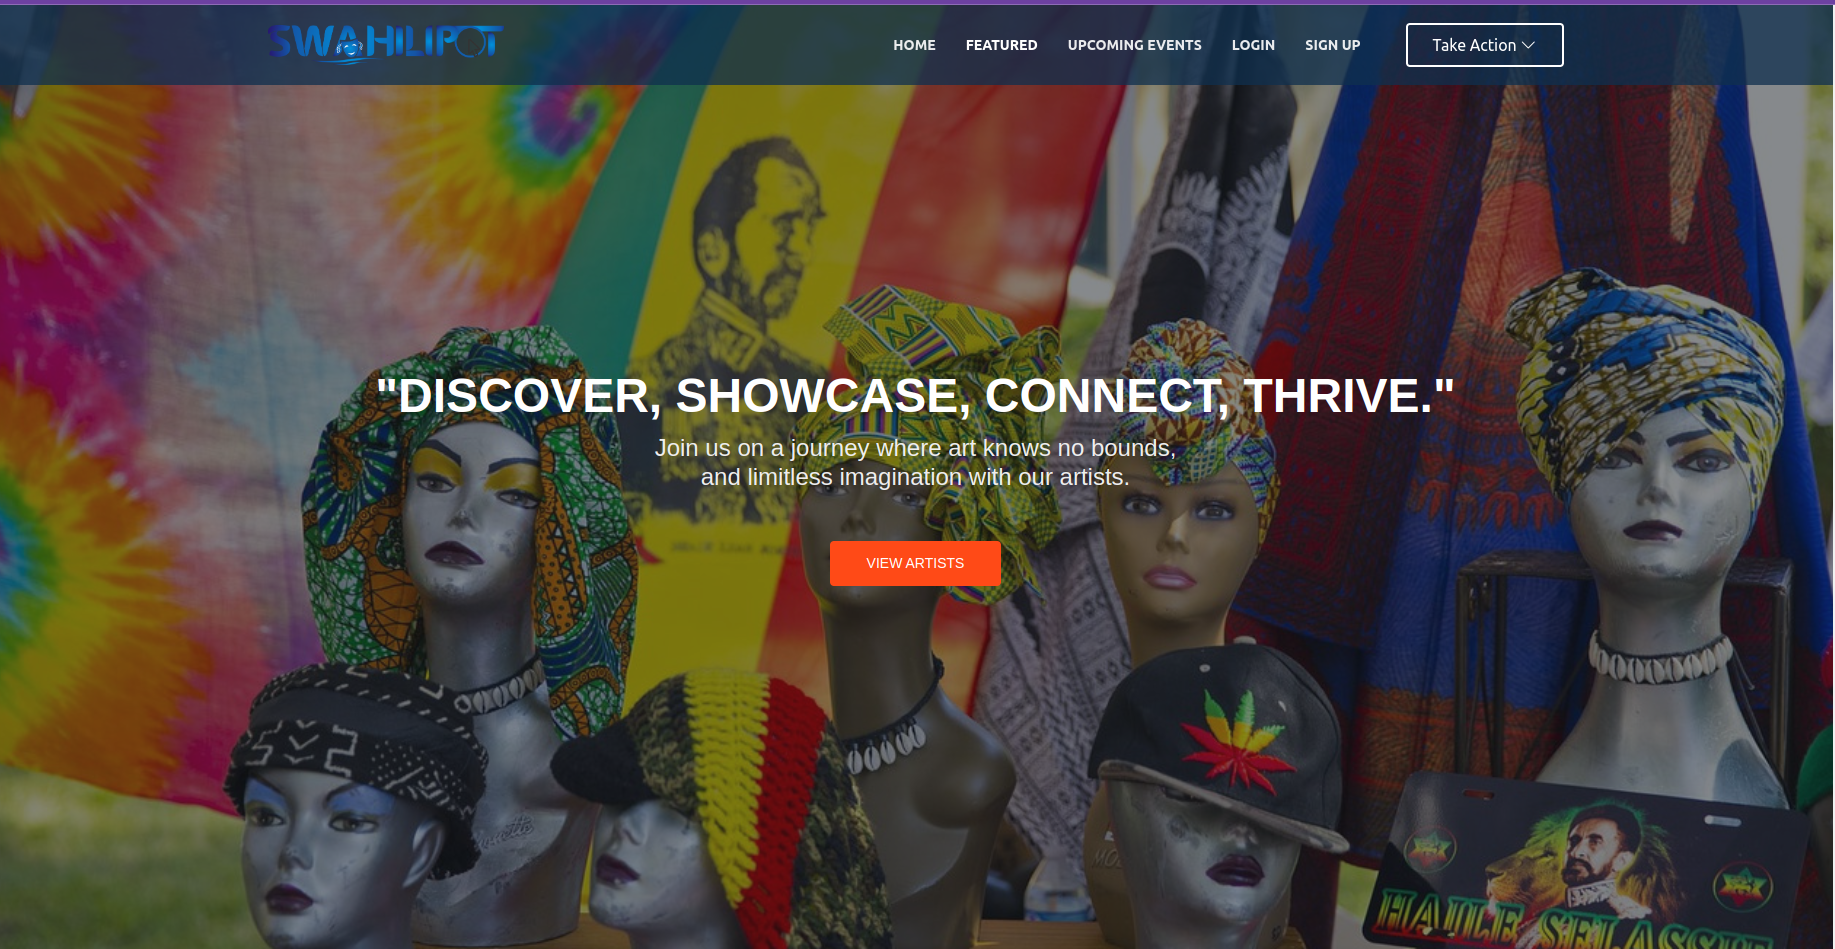 SWAHILIPOT
HOME
FEATURED
UPCOMING EVENTS
LOGIN
SIGN UP
Take Action
"DISCOVER, SHOWCASE, CONNECT, THRIVE."
Join us on a journey where art knows no bounds,
and limitless imagination with our artists.
VIEW ARTISTS
HAILE SELASSIE